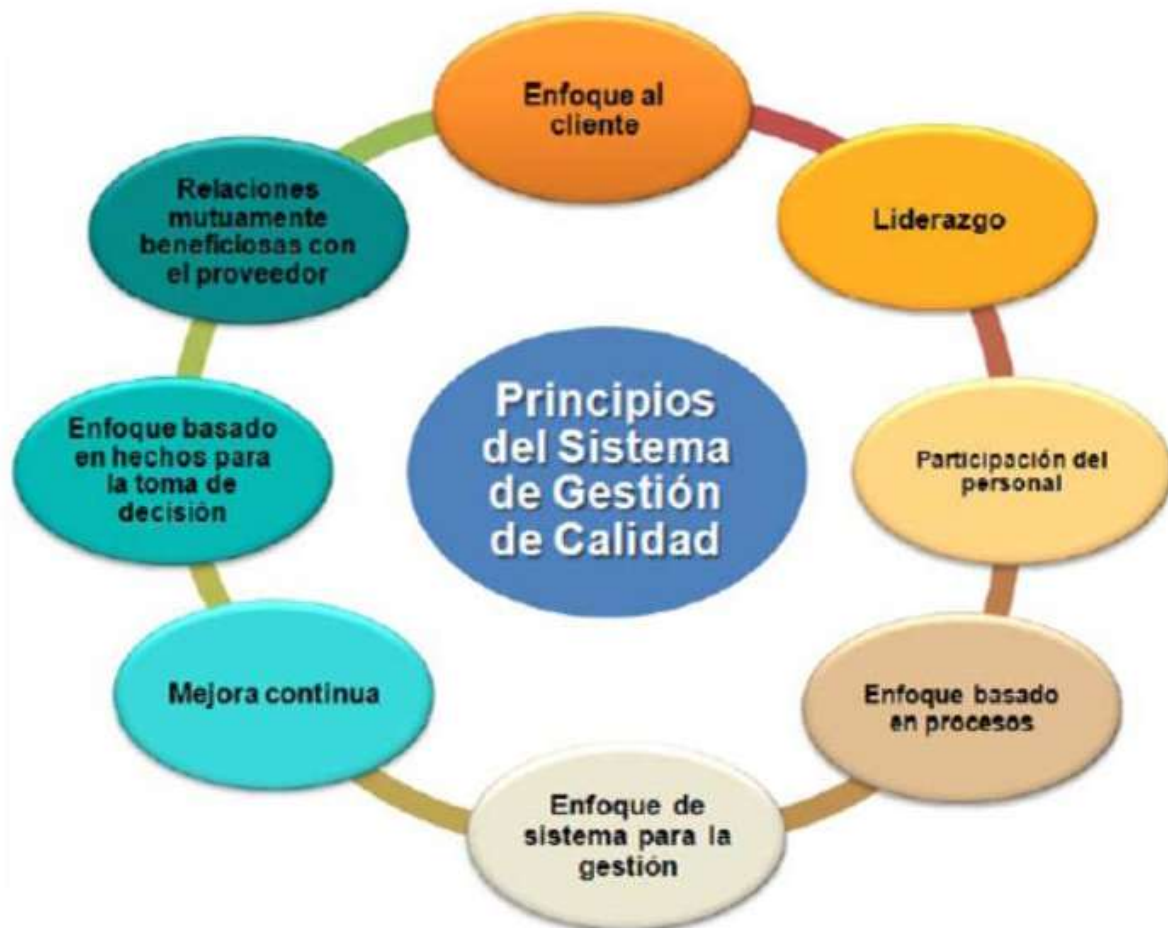 Enfoque al
cliente
Liderazgo
Participación del
personal
Enfoque basado
en procesos
Enfoque de
sistema para la
gestión
Mejora continua
Enfoque basado
en hechos para
la toma de
decisión
Relaciones
mutuamente
beneficiosas con
el proveedor
Principios
del Sistema
de Gestión
de Calidad